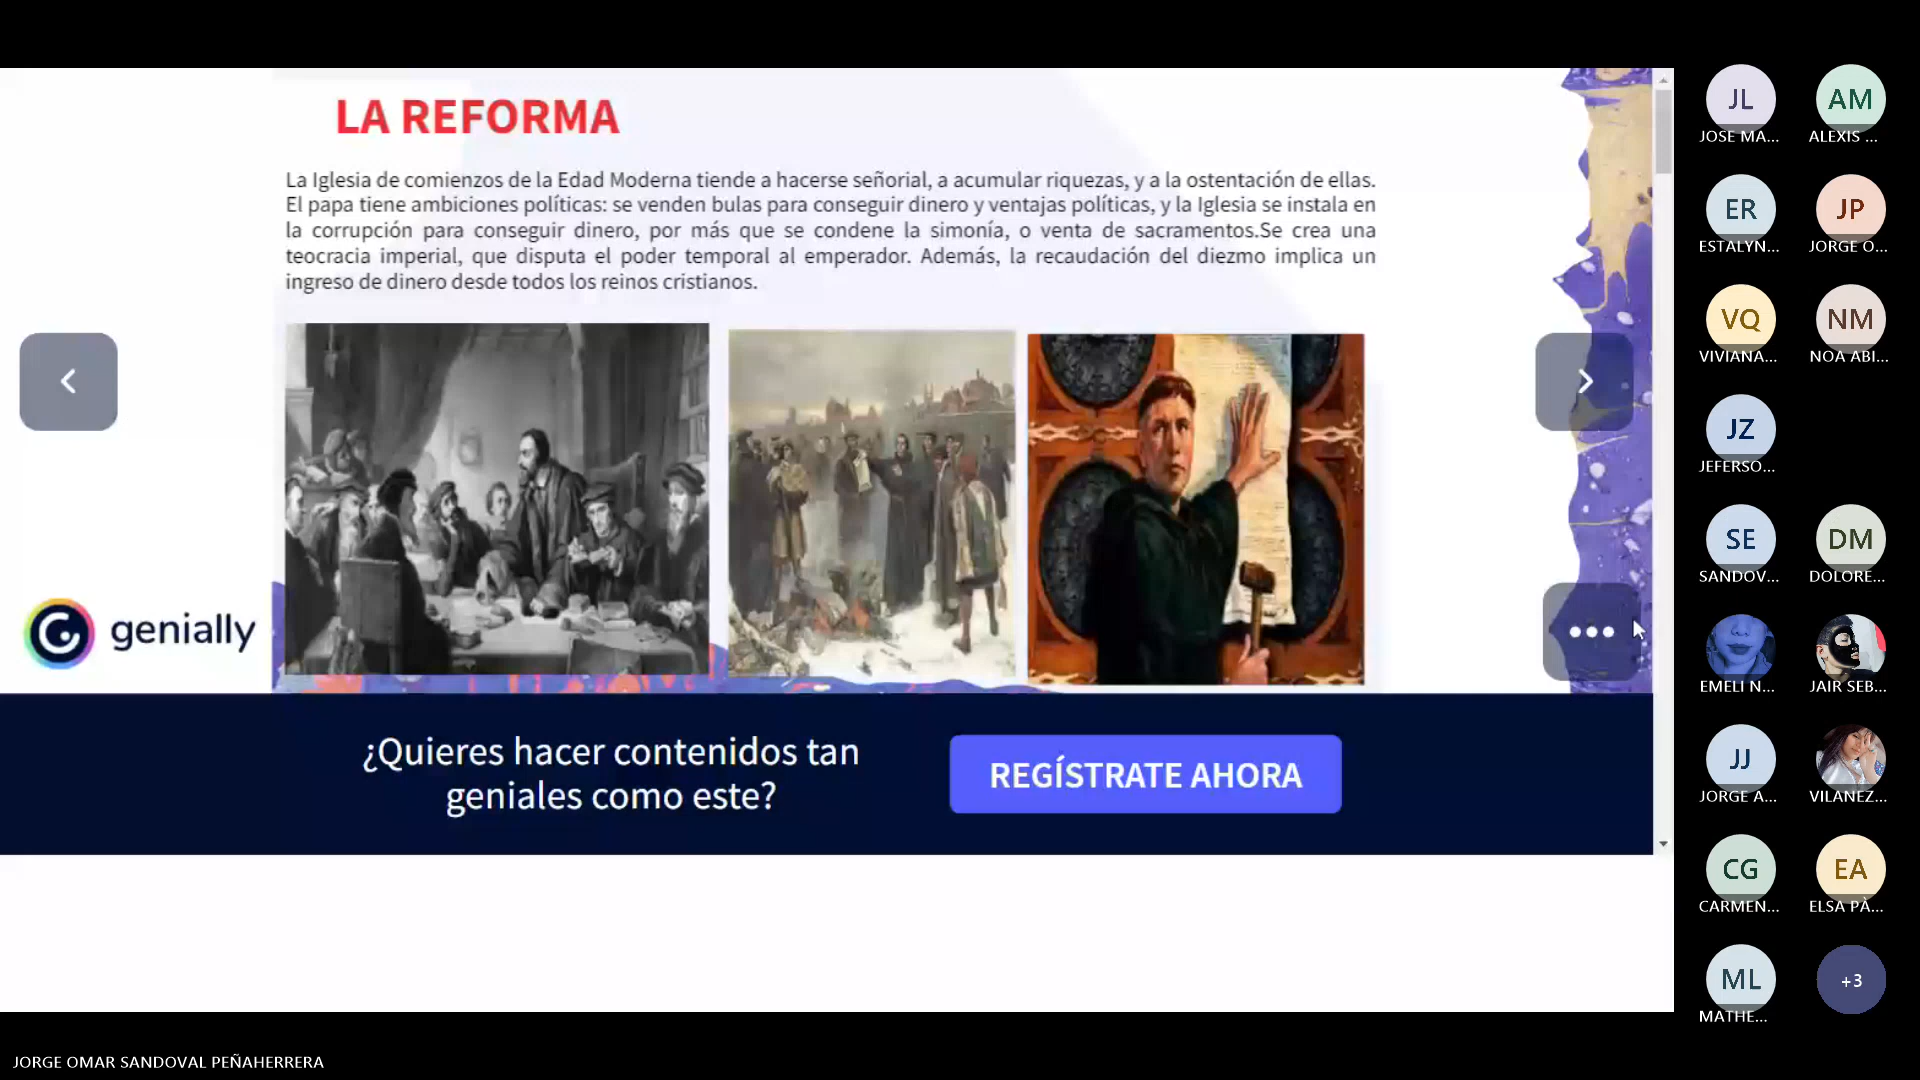 LA REFORMA
La Iglesia de comienzos de la Edad Moderna tiende a hacerse señorial, a acumular riquezas, y a la ostentación de ellas.
El papa tiene ambiciones políticas: se venden bulas para conseguir dinero y ventajas políticas, y la Iglesia se instala en
la corrupción para conseguir dinero, por más que se condene la simonía, o venta de sacramentos.Se crea una
teocracia imperial, que disputa el poder temporal al emperador. Además, la recaudación del diezmo implica un
ingreso de dinero desde todos los reinos cristianos.
genially
¿Quieres hacer contenidos tan
geniales como este?
REGÍSTRATE AHORA
JL
JOSE MA...
AM
ALEXIS ...
ER
ESTALYN...
JP
JORGE O...
VQ
VIVIANA...
NM
NOA ABI...
JZ
JEFERSO...
SE
SANDOV...
DM
DOLORE...
EMELI N...
JAIR SEB...
JJ
JORGE A...
VILANEZ...
CG
CARMEN...
EA
ELSA PÀ...
ML
MATHE...
+3
JORGE OMAR SANDOVAL PEÑAHERRERA